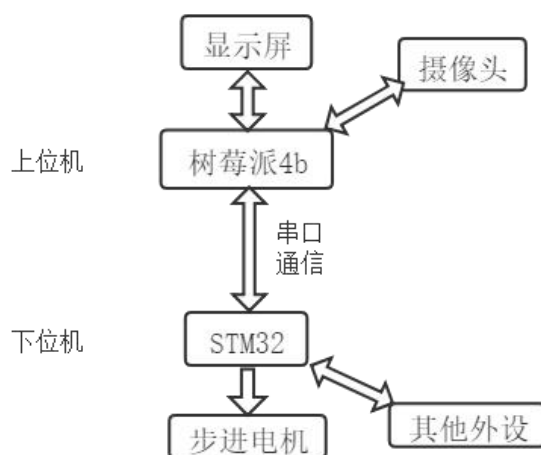 显示屏
摄像头
上位机
树莓派4b
串口
通信
下位机
STM32
步进电机
其他外设